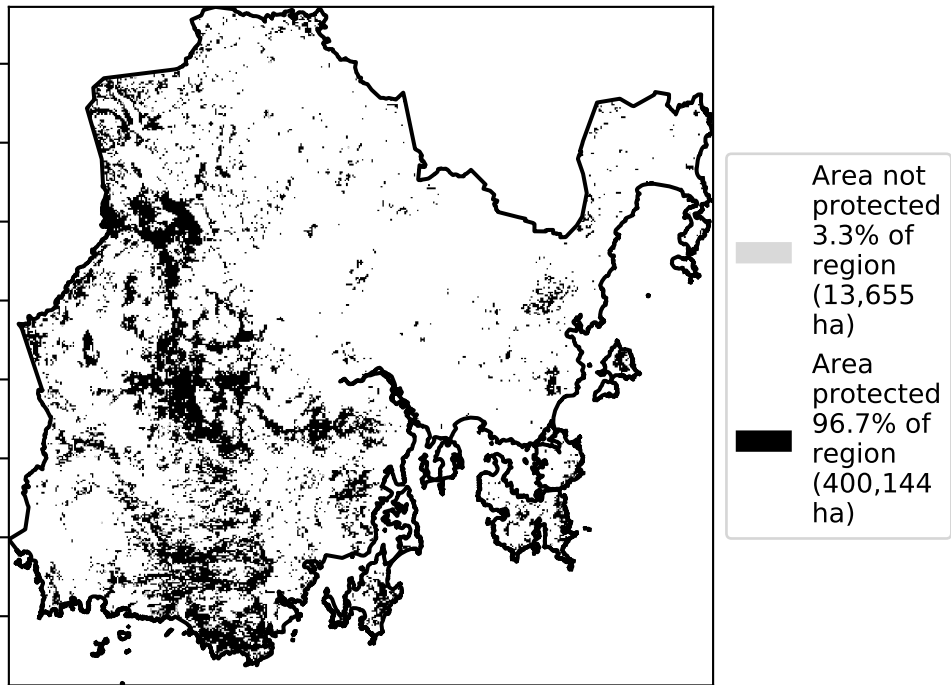 Area not
protected
3.3% of
region
(13,655
ha)
Area
protected
96.7% of
region
(400,144
ha)